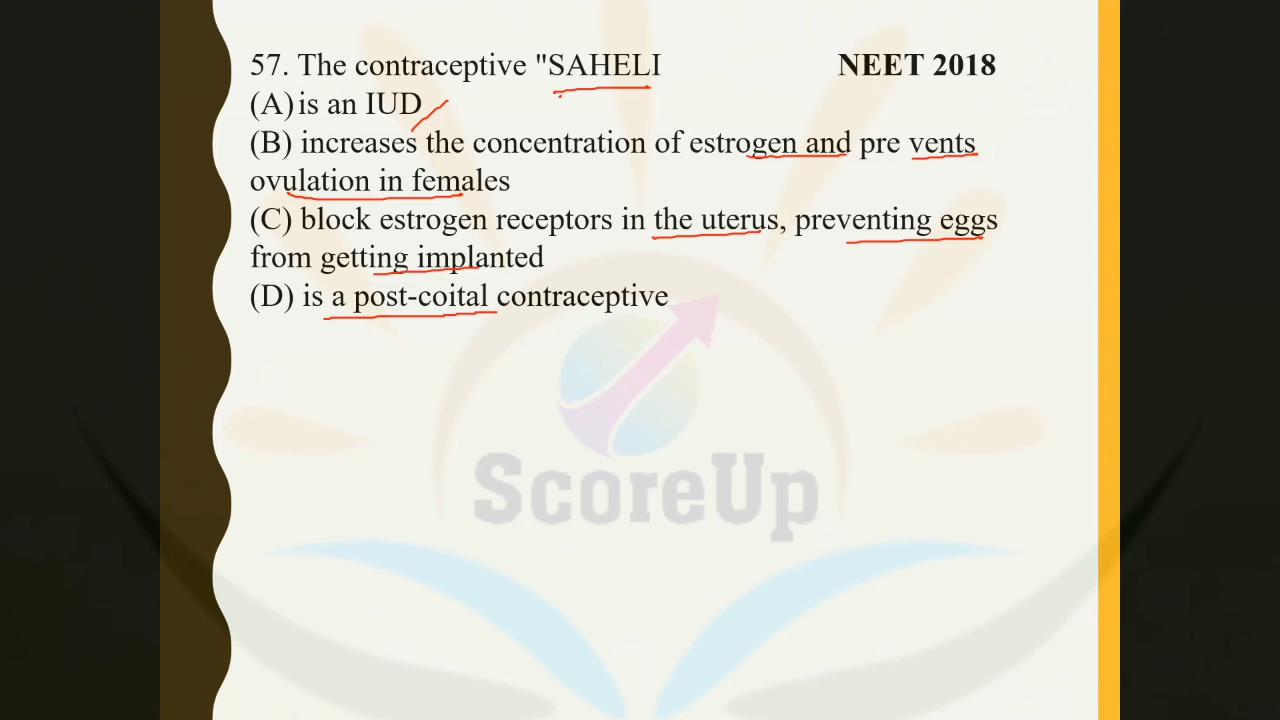 57. The contraceptive "SAHELI NEET 2018
(A) is an IUD
(B) increases the concentration of estrogen and pre vents
ovulation in females
(C) block estrogen receptors in the uterus, preventing eggs
from getting implanted
(D) is a post-coital contraceptive
ScoreUp